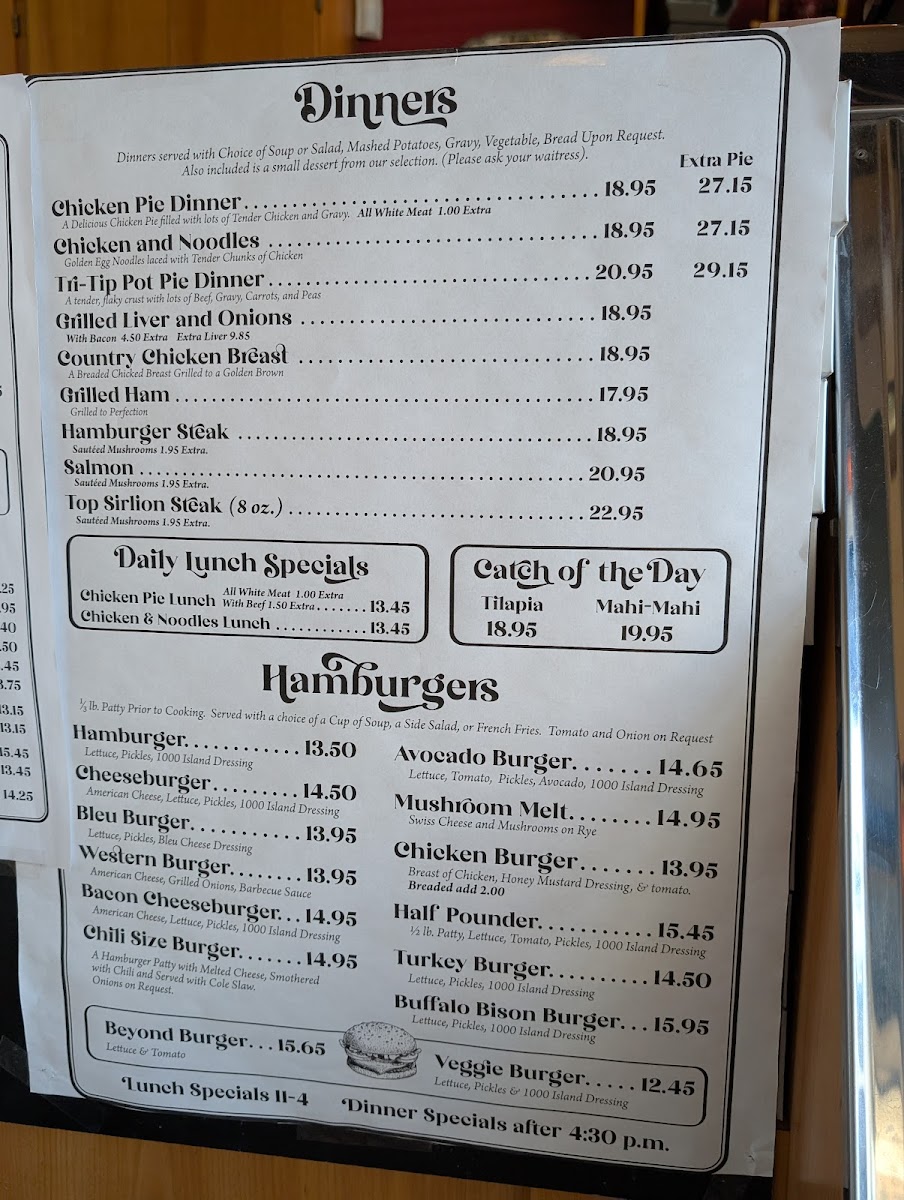 Dinners
Dinners served with Choice of Soup or Salad, Mashed Potatoes, Gravy, Vegetable, Bread Upon Request.
Also included is a small dessert from our selection. (Please ask your waitress).
Extra Pie
Chicken Pie Dinner 18.95 27.15
A Delicious Chicken Pie filled with lots of Tender Chicken and Gravy. All White Meat 1.00 Extra
Chicken and Noodles 18.95 27.15
Golden Egg Noodles laced with Tender Chunks of Chicken
Tri-Tip Pot Pie Dinner 20.95 29.15
A tender, flaky crust with lots of Beef, Gravy, Carrots, and Peas
Grilled Liver and Onions 18.95
With Bacon 4.50 Extra Extra Liver 9.85
Country Chicken Breast 18.95
A Breaded Chicked Breast Grilled to a Golden Brown
Grilled Ham 17.95
Grilled to Perfection
Hamburger Steak 18.95
Sautéed Mushrooms 1.95 Extra.
Salmon 20.95
Sautéed Mushrooms 1.95 Extra.
Top Sirlion Steak (8 oz.) 22.95
Sautéed Mushrooms 1.95 Extra.
Daily Lunch Specials
Chicken Pie Lunch All White Meat 1.00 Extra
With Beef 1.50 Extra 13.45
Chicken & Noodles Lunch 13.45
Catch of the Day
Tilapia Mahi-Mahi
18.95 19.95
Hamburgers
⅓ lb. Patty Prior to Cooking. Served with a choice of a Cup of Soup, a Side Salad, or French Fries. Tomato and Onion on Request
Hamburger 13.50
Lettuce, Pickles, 1000 Island Dressing
Cheeseburger 14.50
American Cheese, Lettuce, Pickles, 1000 Island Dressing
Bleu Burger 13.95
Lettuce, Pickles, Bleu Cheese Dressing
Western Burger 13.95
American Cheese, Grilled Onions, Barbecue Sauce
Bacon Cheeseburger 14.95
American Cheese, Lettuce, Pickles, 1000 Island Dressing
Chili Size Burger 14.95
A Hamburger Patty with Melted Cheese, Smothered
with Chili and Served with Cole Slaw.
Onions on Request.
Avocado Burger 14.65
Lettuce, Tomato, Pickles, Avocado, 1000 Island Dressing
Mushroom Melt 14.95
Swiss Cheese and Mushrooms on Rye
Chicken Burger 13.95
Breast of Chicken, Honey Mustard Dressing, & tomato.
Breaded add 2.00
Half Pounder 15.45
½ lb. Patty, Lettuce, Tomato, Pickles, 1000 Island Dressing
Turkey Burger 14.50
Lettuce, Pickles, 1000 Island Dressing
Buffalo Bison Burger 15.95
Lettuce, Pickles, 1000 Island Dressing
Beyond Burger 15.65
Lettuce & Tomato
Veggie Burger 12.45
Lettuce, Pickles & 1000 Island Dressing
Lunch Specials 11-4 Dinner Specials after 4:30 p.m.
14.25